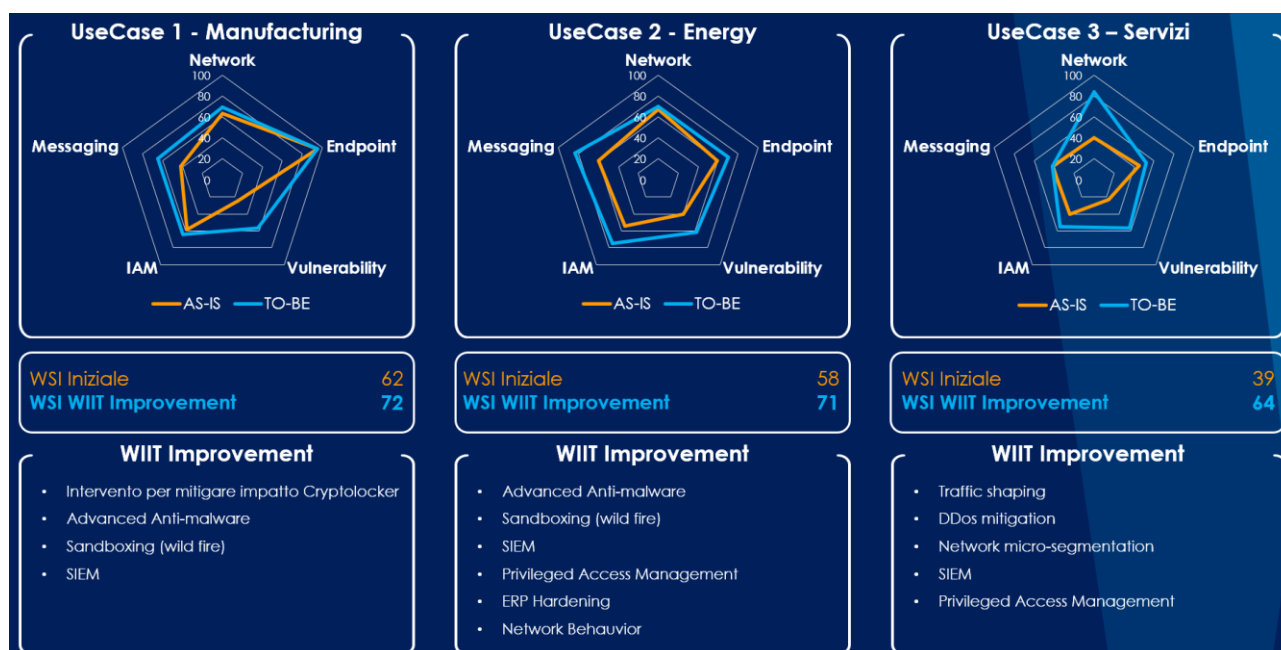 UseCase 1 - Manufacturing
Network
100
80
60
40
20
0
Messaging
Endpoint
IAM
Vulnerability
AS-IS TO-BE
WSI Iniziale 62
WSI WIIT Improvement 72
WIIT Improvement
• Intervento per mitigare impatto Cryptolocker
• Advanced Anti-malware
• Sandboxing (wild fire)
• SIEM
UseCase 2 - Energy
Network
100
80
60
40
20
0
Messaging
Endpoint
IAM
Vulnerability
AS-IS TO-BE
WSI Iniziale 58
WSI WIIT Improvement 71
WIIT Improvement
• Advanced Anti-malware
• Sandboxing (wild fire)
• SIEM
• Privileged Access Management
• ERP Hardening
• Network Behauvior
UseCase 3 – Servizi
Network
100
80
60
40
20
0
Messaging
Endpoint
IAM
Vulnerability
AS-IS TO-BE
WSI Iniziale 39
WSI WIIT Improvement 64
WIIT Improvement
• Traffic shaping
• DDos mitigation
• Network micro-segmentation
• SIEM
• Privileged Access Management